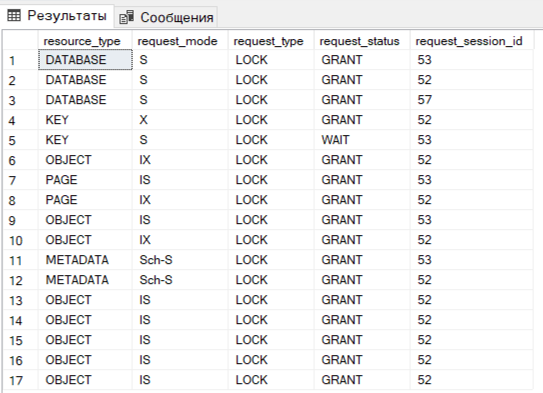 Результаты Сообщения
resource_type request_mode request_type request_status request_session_id
1 DATABASE S LOCK GRANT 53
2 DATABASE S LOCK GRANT 52
3 DATABASE S LOCK GRANT 57
4 KEY X LOCK GRANT 52
5 KEY S LOCK WAIT 53
6 OBJECT IX LOCK GRANT 52
7 PAGE IS LOCK GRANT 53
8 PAGE IX LOCK GRANT 52
9 OBJECT IS LOCK GRANT 53
10 OBJECT IX LOCK GRANT 52
11 METADATA Sch-S LOCK GRANT 53
12 METADATA Sch-S LOCK GRANT 52
13 OBJECT IS LOCK GRANT 52
14 OBJECT IS LOCK GRANT 52
15 OBJECT IS LOCK GRANT 52
16 OBJECT IS LOCK GRANT 52
17 OBJECT IS LOCK GRANT 52